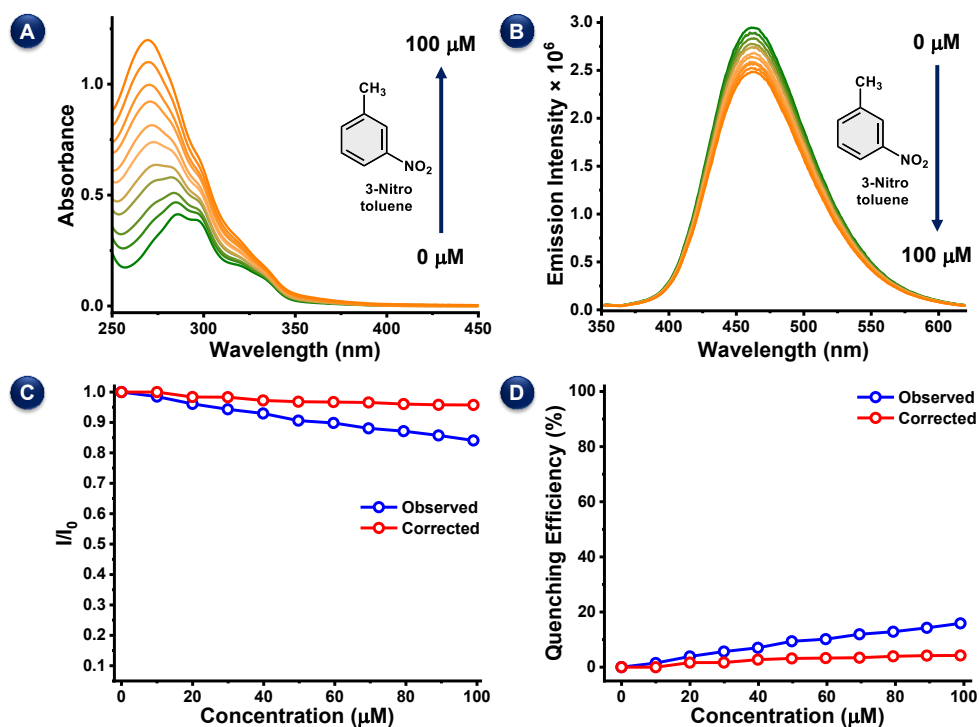 A
100 μM
CH3
NO2
3-Nitro
toluene
0 μM
Absorbance
1.0
0.5
0.0
250 300 350 400 450
Wavelength (nm)
B
0 μM
CH3
NO2
3-Nitro
toluene
100 μM
Emission Intensity × 10⁶
3.0
2.5
2.0
1.5
1.0
0.5
0.0
350 400 450 500 550 600
Wavelength (nm)
C
I/I0
1.0
0.9
0.8
0.7
0.6
0.5
0.4
0.3
0.2
0.1
Observed
Corrected
0 20 40 60 80 100
Concentration (μM)
D
Quenching Efficiency (%)
100
80
60
40
20
0
Observed
Corrected
0 20 40 60 80 100
Concentration (μM)